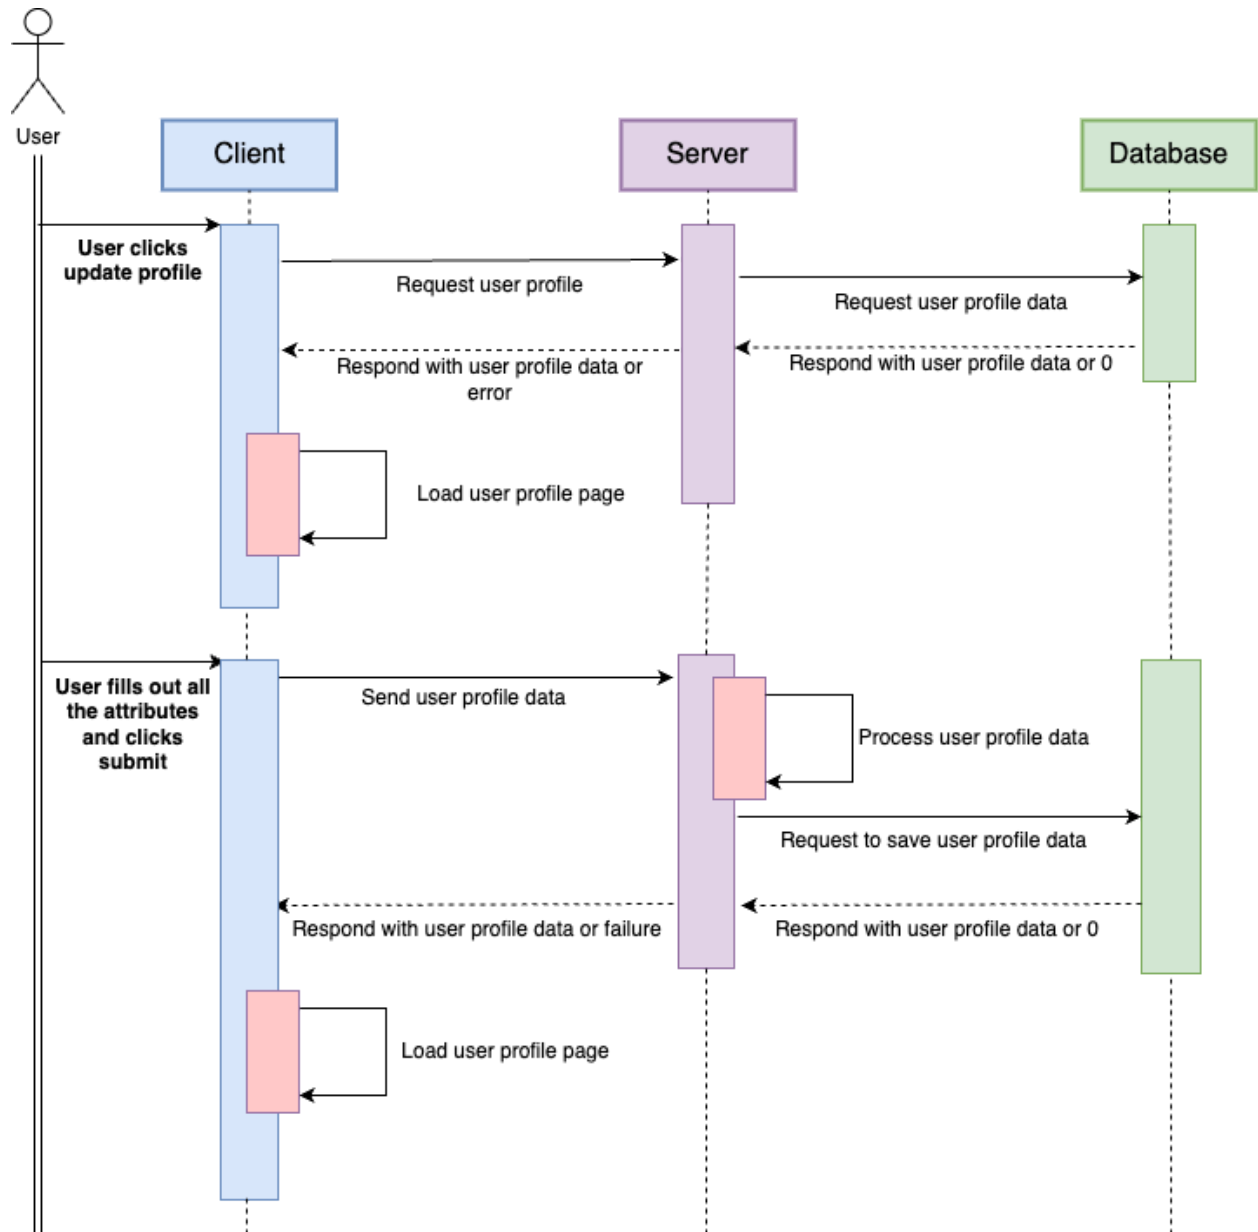 User
Client
Server
Database
User clicks
update profile
Request user profile
Request user profile data
Respond with user profile data or
error
Respond with user profile data or 0
Load user profile page
User fills out all
the attributes
and clicks
submit
Send user profile data
Process user profile data
Request to save user profile data
Respond with user profile data or failure
Respond with user profile data or 0
Load user profile page